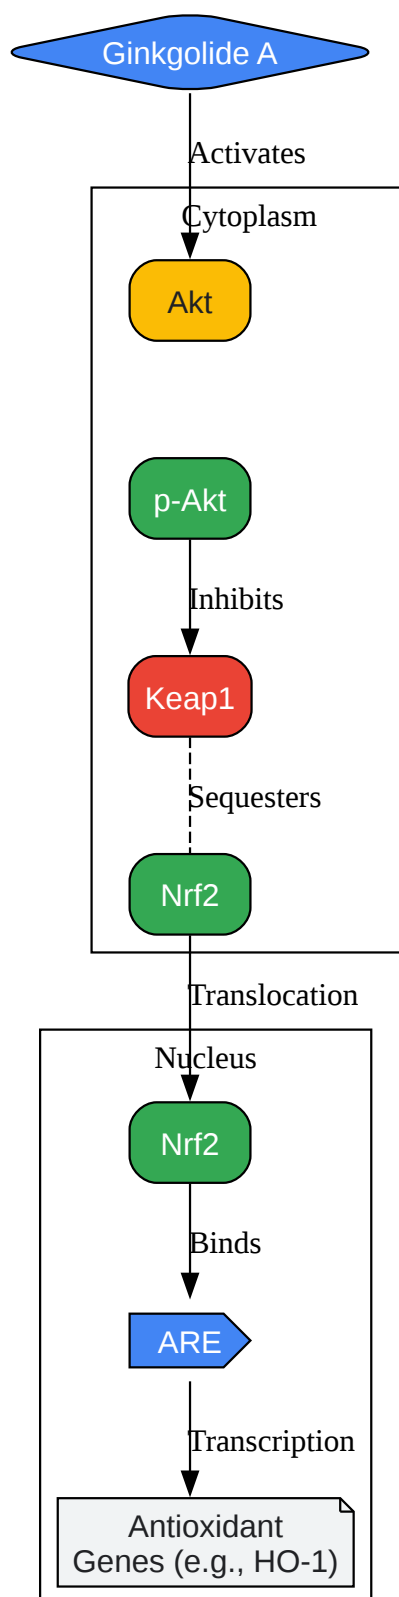 Ginkgolide A
Activates
Cytoplasm
Akt
p-Akt
Inhibits
Keap1
Sequesters
Nrf2
Translocation
Nucleus
Nrf2
Binds
ARE
Transcription
Antioxidant
Genes (e.g., HO-1)